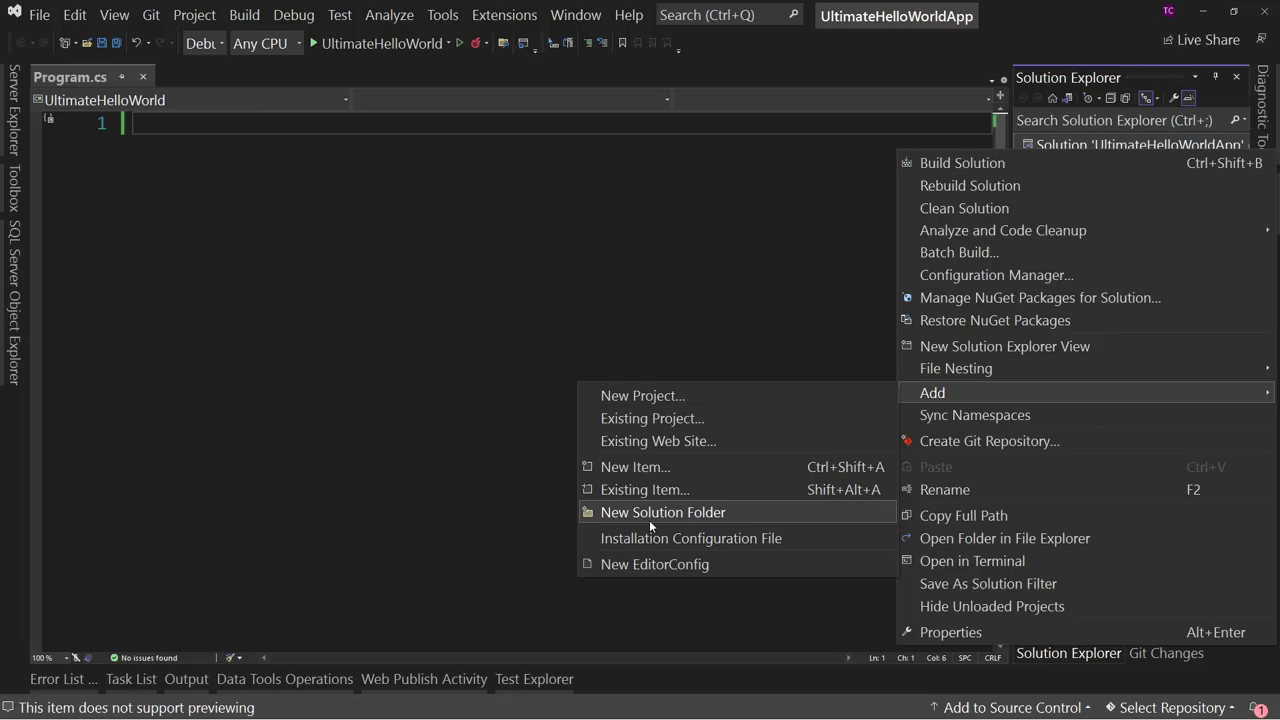 File Edit View Git Project Build Debug Test Analyze Tools Extensions Window Help Search (Ctrl+Q) UltimateHelloWorldApp TC
Debu Any CPU UltimateHelloWorld Live Share
Program.cs
UltimateHelloWorld
1
Server Explorer
Toolbox
SQL Server Object Explorer
Solution Explorer
Search Solution Explorer (Ctrl+;)
Solution 'UltimateHelloWorldApp'
Diagnostic To
Build Solution Ctrl+Shift+B
Rebuild Solution
Clean Solution
Analyze and Code Cleanup
Batch Build...
Configuration Manager...
Manage NuGet Packages for Solution...
Restore NuGet Packages
New Solution Explorer View
File Nesting
Add
Sync Namespaces
Create Git Repository...
Paste Ctrl+V
Rename F2
Copy Full Path
Open Folder in File Explorer
Open in Terminal
Save As Solution Filter
Hide Unloaded Projects
Properties Alt+Enter
New Project...
Existing Project...
Existing Web Site...
New Item... Ctrl+Shift+A
Existing Item... Shift+Alt+A
New Solution Folder
Installation Configuration File
New EditorConfig
100 % No issues found Ln: 1 Ch: 1 Col: 6 SPC CRLF
Solution Explorer Git Changes
Error List ... Task List Output Data Tools Operations Web Publish Activity Test Explorer
This item does not support previewing Add to Source Control Select Repository 1